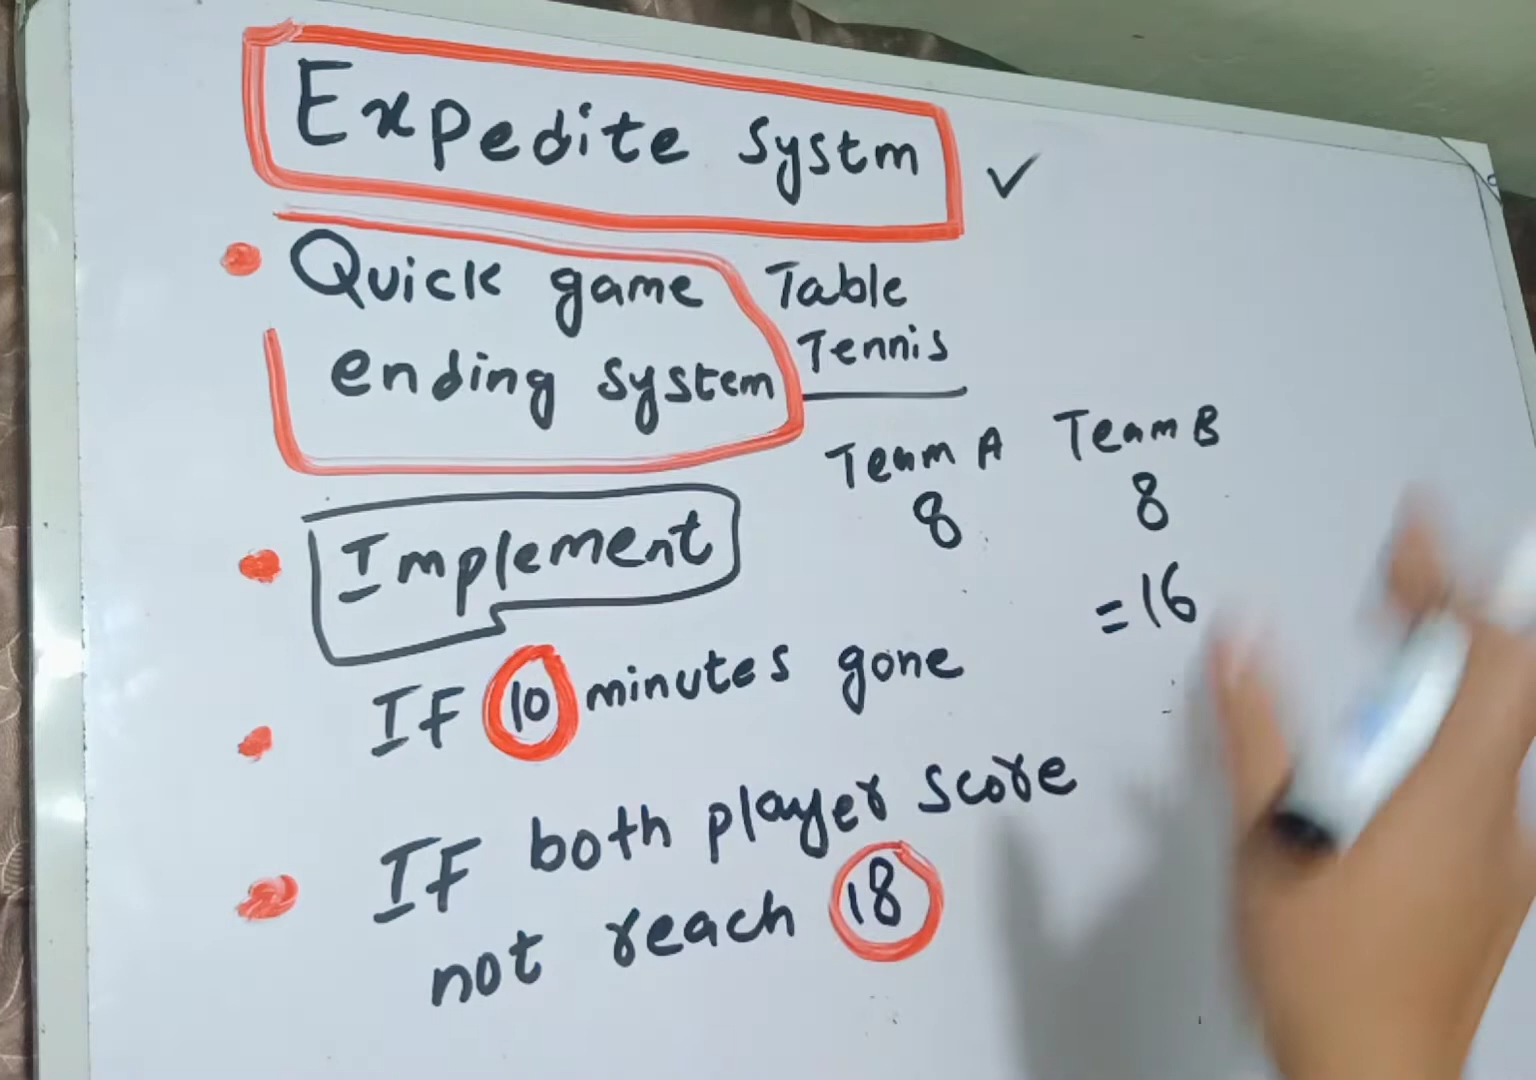 Expedite Systm ✓
Quick game
ending system
Table
Tennis
Team A Team B
8 8
=16
Implement
IF 10 minutes gone
IF both player score
not reach 18